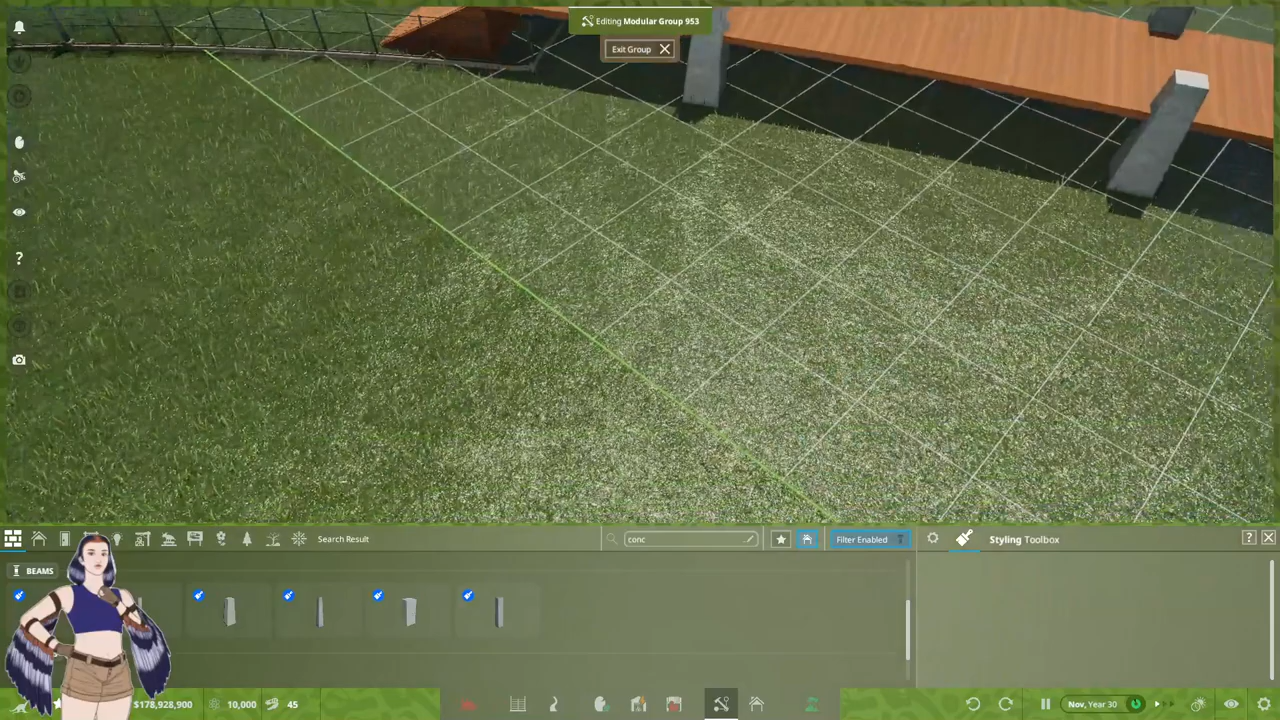 Editing Modular Group 953
Exit Group
Search Result
conc
Filter Enabled
Styling Toolbox
?
?
BEAMS
$178,928,900
10,000
45
Nov, Year 30